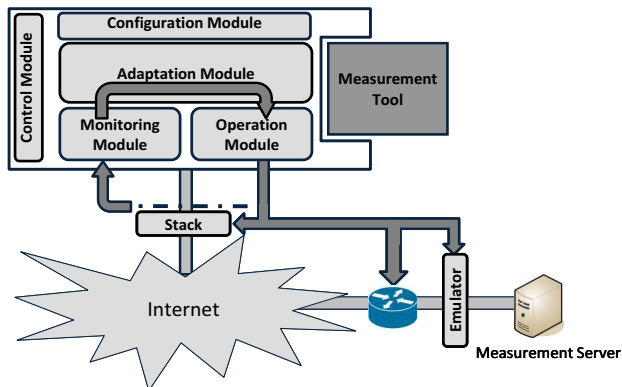 Configuration Module
Control Module
Adaptation Module
Measurement
Tool
Monitoring
Module
Operation
Module
Stack
Internet
Emulator
Measurement Server